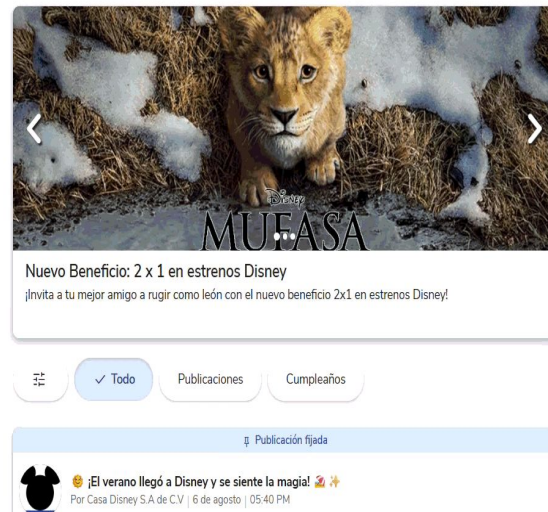 Disney
MUFASA
Nuevo Beneficio: 2 x 1 en estrenos Disney
¡Invita a tu mejor amigo a rugir como león con el nuevo beneficio 2x1 en estrenos Disney!
Todo
Publicaciones
Cumpleaños
Publicación fijada
¡El verano llegó a Disney y se siente la magia!
Por Casa Disney S.A de C.V | 6 de agosto | 05:40 PM